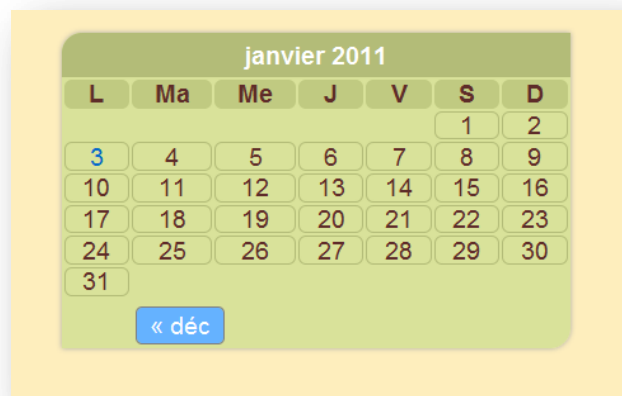 janvier 2011
L Ma Me J V S D
1 2
3 4 5 6 7 8 9
10 11 12 13 14 15 16
17 18 19 20 21 22 23
24 25 26 27 28 29 30
31
« déc